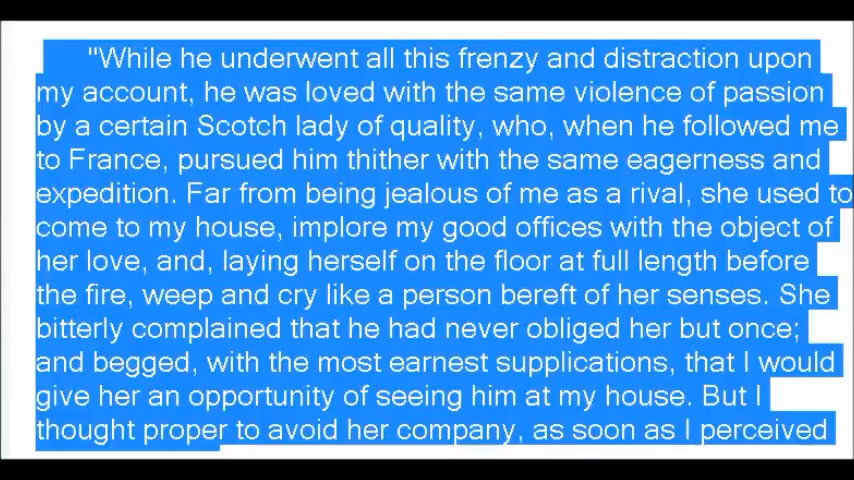 "While he underwent all this frenzy and distraction upon
my account, he was loved with the same violence of passion
by a certain Scotch lady of quality, who, when he followed me
to France, pursued him thither with the same eagerness and
expedition. Far from being jealous of me as a rival, she used to
come to my house, implore my good offices with the object of
her love, and, laying herself on the floor at full length before
the fire, weep and cry like a person bereft of her senses. She
bitterly complained that he had never obliged her but once;
and begged, with the most earnest supplications, that I would
give her an opportunity of seeing him at my house. But I
thought proper to avoid her company, as soon as I perceived